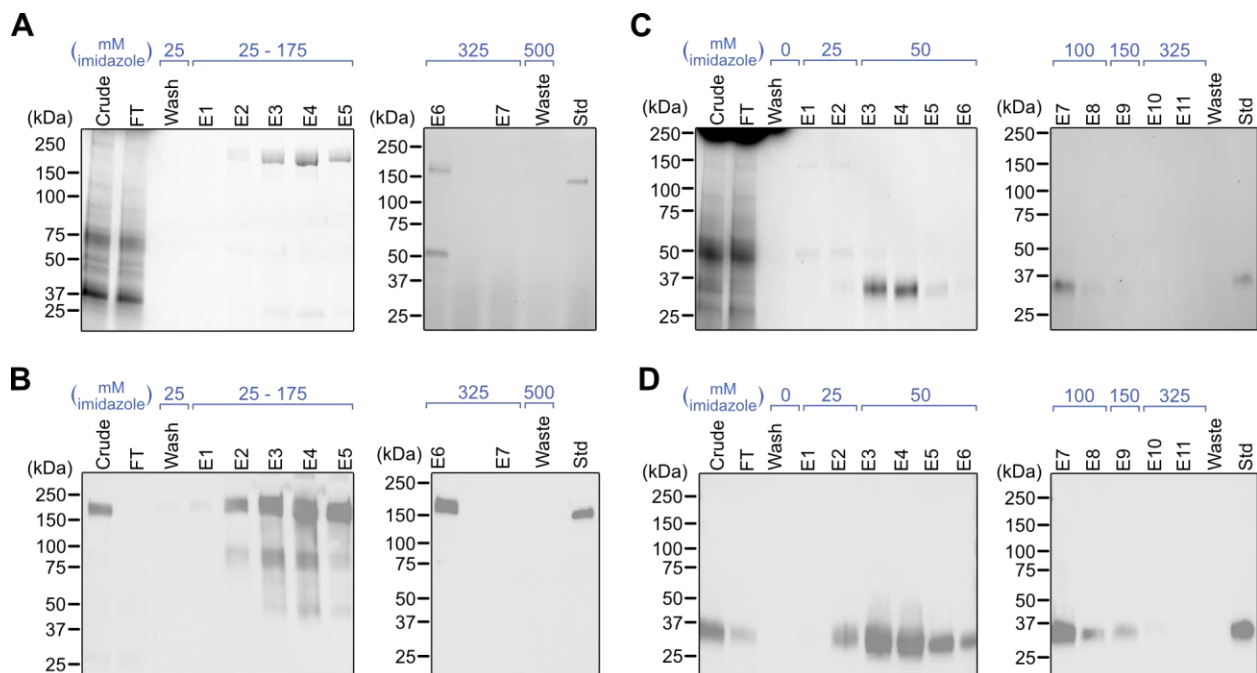 A
( mM imidazole ) 25 25 - 175 325 500
Crude FT Wash E1 E2 E3 E4 E5 E6 E7 Waste Std
(kDa) (kDa)
250 250
150 150
100 100
75 75
50 50
37 37
25 25
C
( mM imidazole ) 0 25 50 100 150 325
Crude FT Wash E1 E2 E3 E4 E5 E6 E7 E8 E9 E10 E11 Waste Std
(kDa) (kDa)
250 250
150 150
100 100
75 75
50 50
37 37
25 25
B
( mM imidazole ) 25 25 - 175 325 500
Crude FT Wash E1 E2 E3 E4 E5 E6 E7 Waste Std
(kDa) (kDa)
250 250
150 150
100 100
75 75
50 50
37 37
25 25
D
( mM imidazole ) 0 25 50 100 150 325
Crude FT Wash E1 E2 E3 E4 E5 E6 E7 E8 E9 E10 E11 Waste Std
(kDa) (kDa)
250 250
150 150
100 100
75 75
50 50
37 37
25 25